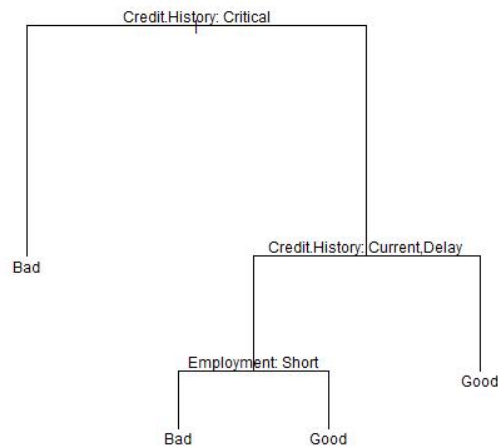 Credit.History: Critical
Bad
Credit.History: Current,Delay
Employment: Short
Good
Bad
Good